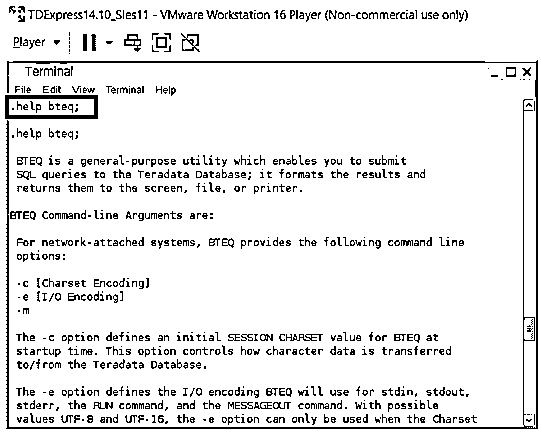 TDExpress14.10_Sles11 - VMware Workstation 16 Player (Non-commercial use only)
Player
Terminal
File Edit View Terminal Help
.help bteq;
.help bteq;
BTEQ is a general-purpose utility which enables you to submit
SQL queries to the Teradata Database; it formats the results and
returns them to the screen, file, or printer.
BTEQ Command-line Arguments are:
For network-attached systems, BTEQ provides the following command line
options:
-c [Charset Encoding]
-e [I/O Encoding]
-m
The -c option defines an initial SESSION CHARSET value for BTEQ at
startup time. This option controls how character data is transferred
to/from the Teradata Database.
The -e option defines the I/O encoding BTEQ will use for stdin, stdout,
stderr, the RUN command, and the MESSAGEOUT command. With possible
values UTF-8 and UTF-16, the -e option can only be used when the Charset